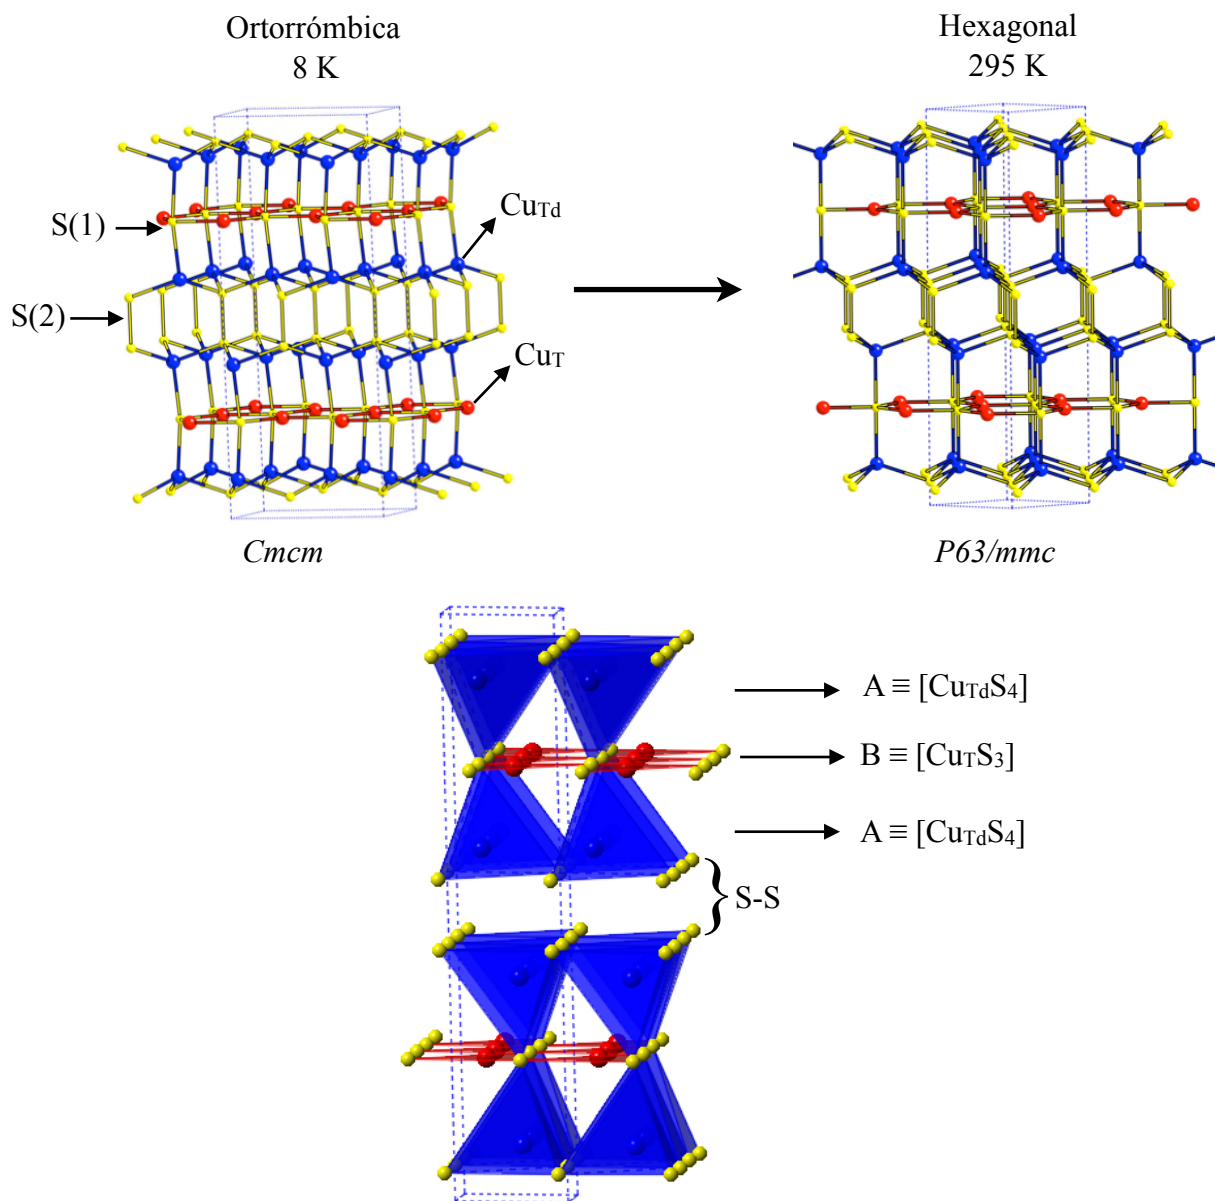 Ortorrómbica
8 K
Hexagonal
295 K
S(1)
CuTd
S(2)
CuT
Cmcm
P63/mmc
A ≡ [CuTdS4]
B ≡ [CuTS3]
A ≡ [CuTdS4]
S-S